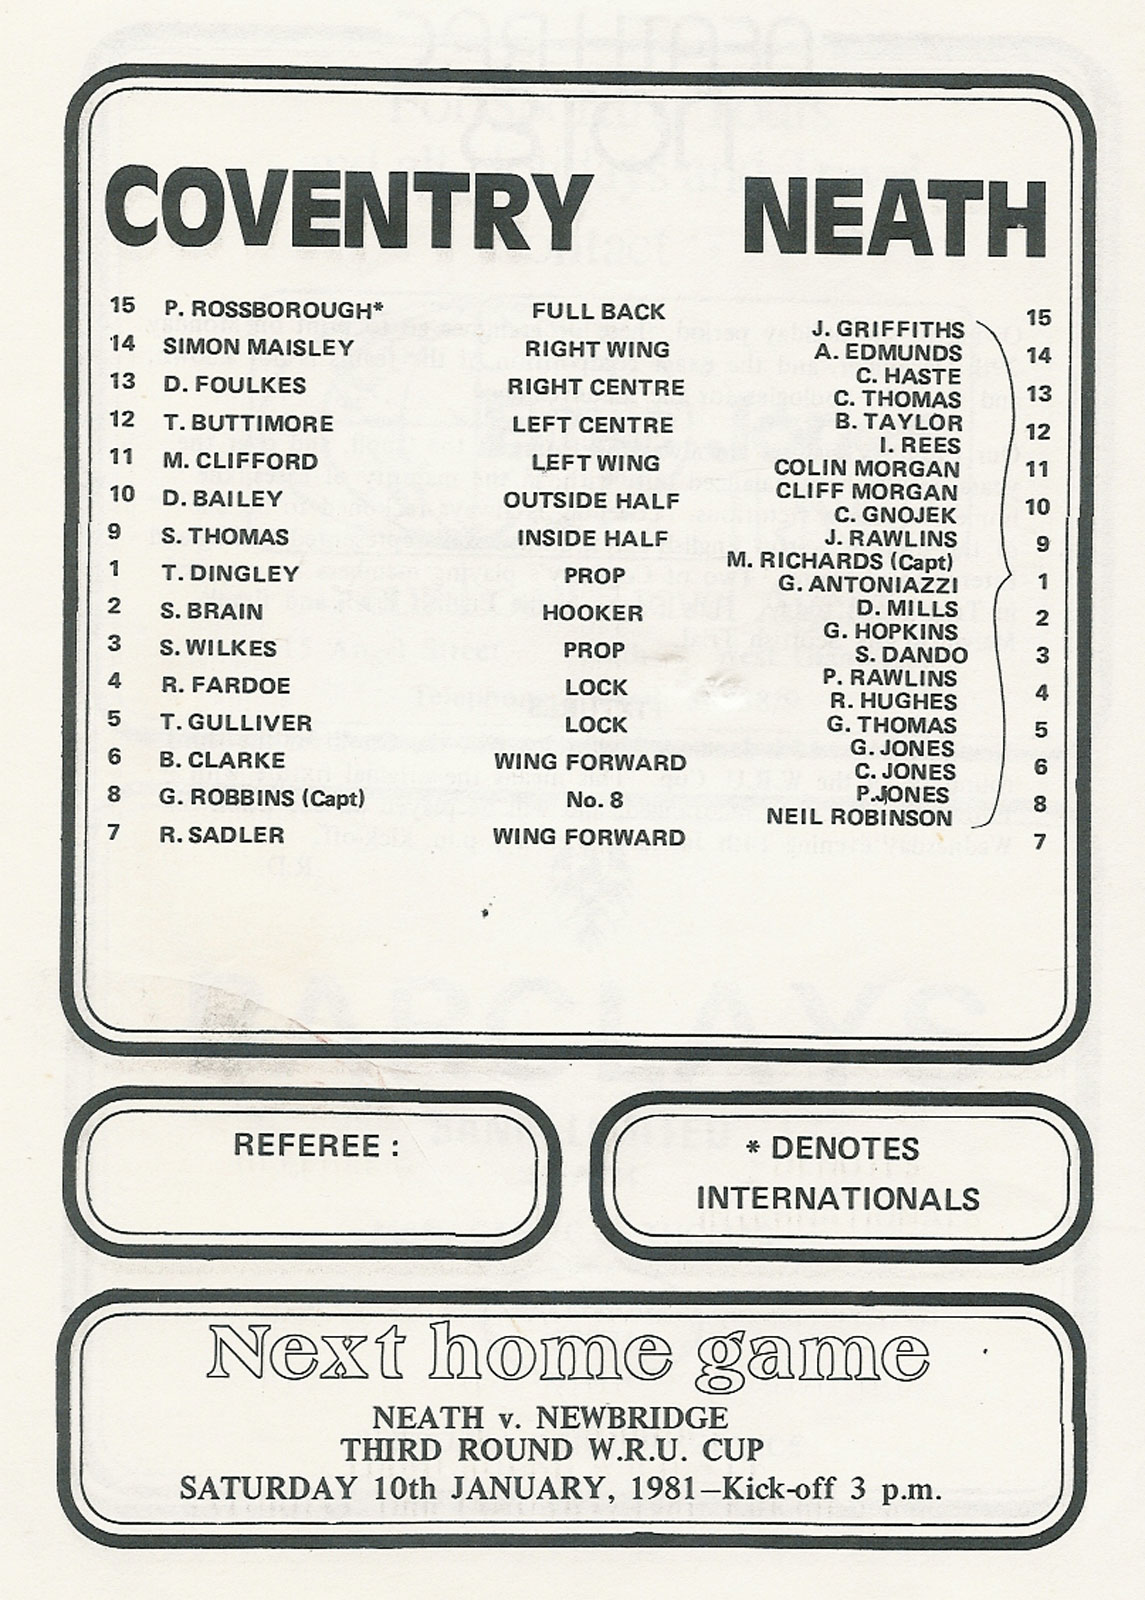 COVENTRY NEATH
15 P. ROSSBOROUGH* FULL BACK 15
J. GRIFFITHS
14 SIMON MAISLEY RIGHT WING A. EDMUNDS 14
C. HASTE
13 D. FOULKES RIGHT CENTRE C. THOMAS 13
12 T. BUTTIMORE LEFT CENTRE B. TAYLOR 12
I. REES
11 M. CLIFFORD LEFT WING COLIN MORGAN 11
CLIFF MORGAN
10 D. BAILEY OUTSIDE HALF C. GNOJEK 10
9 S. THOMAS INSIDE HALF J. RAWLINS 9
M. RICHARDS (Capt)
1 T. DINGLEY PROP G. ANTONIAZZI 1
D. MILLS
2 S. BRAIN HOOKER G. HOPKINS 2
3 S. WILKES PROP S. DANDO 3
P. RAWLINS
4 R. FARDOE LOCK R. HUGHES 4
5 T. GULLIVER LOCK G. THOMAS 5
G. JONES
6 B. CLARKE WING FORWARD C. JONES 6
8 G. ROBBINS (Capt) No. 8 P. JONES 8
NEIL ROBINSON
7 R. SADLER WING FORWARD 7
REFEREE :
* DENOTES
INTERNATIONALS
Next home game
NEATH v. NEWBRIDGE
THIRD ROUND W.R.U. CUP
SATURDAY 10th JANUARY, 1981–Kick-off 3 p.m.